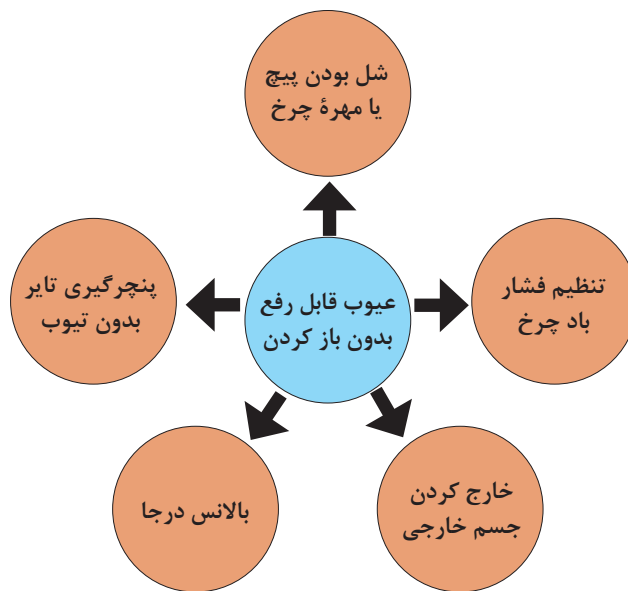 شل بودن پیچ
یا مهرهٔ چرخ
تنظیم فشار
باد چرخ
عیوب قابل رفع
بدون باز کردن
پنچرگیری تایر
بدون تیوب
خارج کردن
جسم خارجی
بالانس درجا